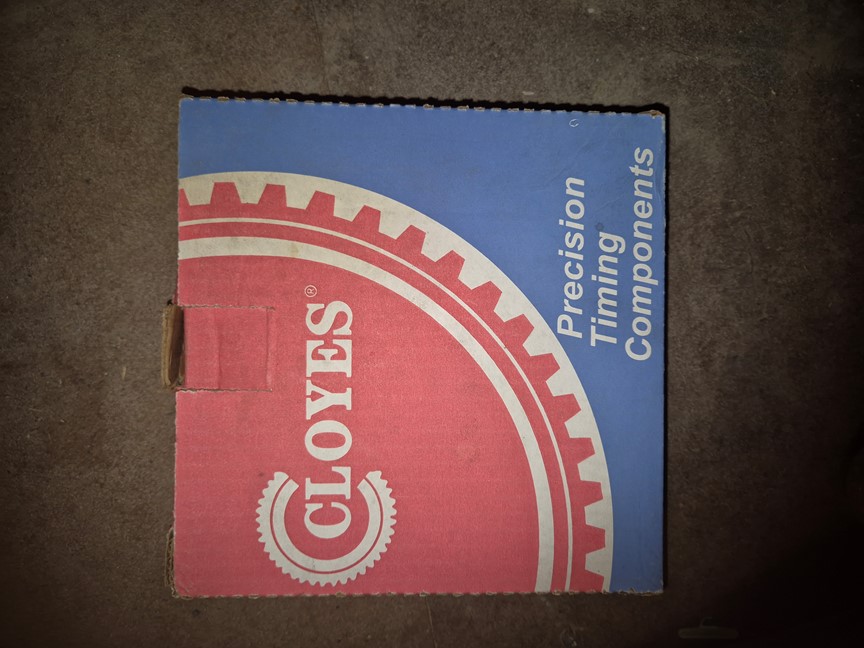 CLOYES®
Precision
Timing
Components